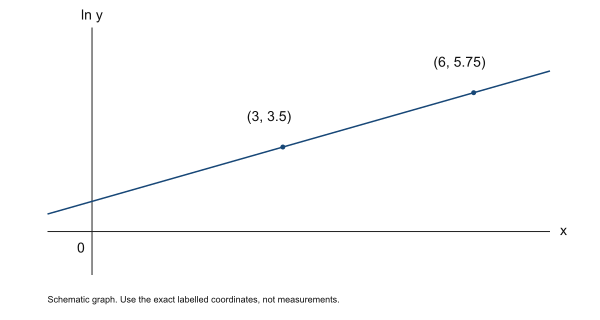 ln y
(6, 5.75)
(3, 3.5)
x
0
Schematic graph. Use the exact labelled coordinates, not measurements.